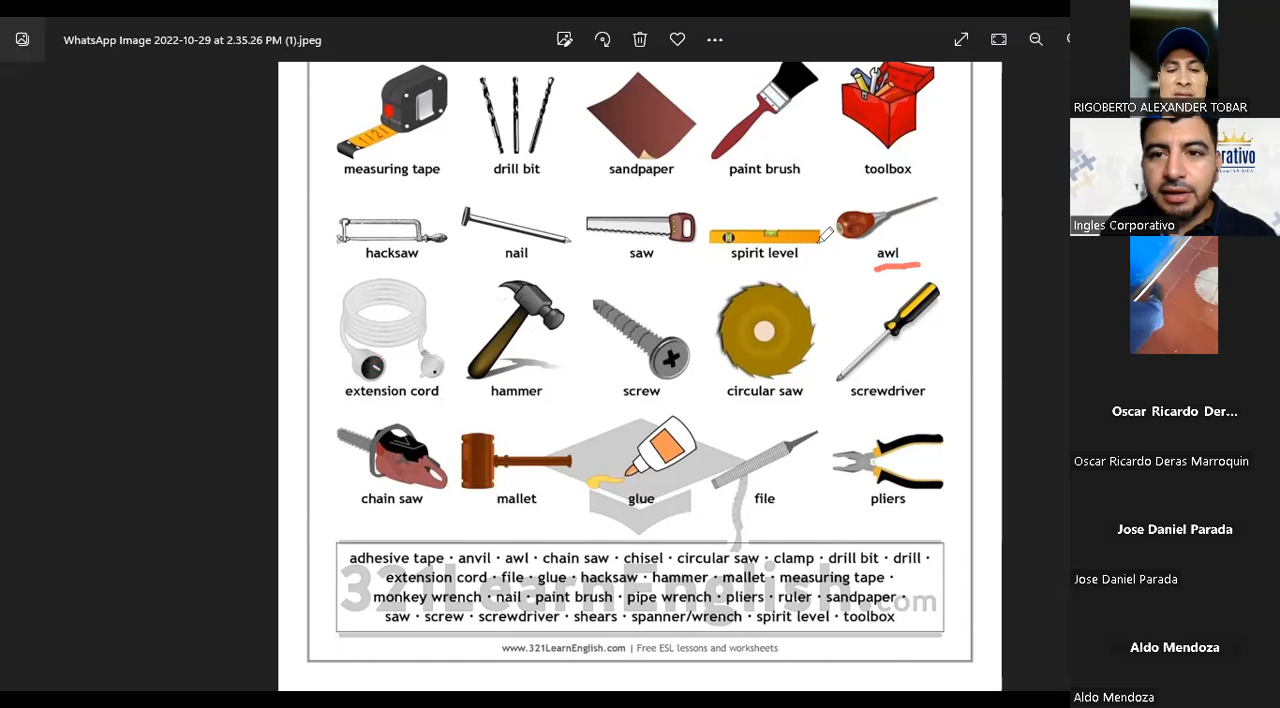 WhatsApp Image 2022-10-29 at 2.35.26 PM (1).jpeg
measuring tape
drill bit
sandpaper
paint brush
toolbox
hacksaw
nail
saw
spirit level
awl
extension cord
hammer
screw
circular saw
screwdriver
chain saw
mallet
glue
file
pliers
adhesive tape · anvil · awl · chain saw · chisel · circular saw · clamp · drill bit · drill ·
extension cord · file · glue · hacksaw · hammer · mallet · measuring tape ·
monkey wrench · nail · paint brush · pipe wrench · pliers · ruler · sandpaper ·
saw · screw · screwdriver · shears · spanner/wrench · spirit level · toolbox
321LearnEnglish.com
www.321LearnEnglish.com | Free ESL lessons and worksheets
RIGOBERTO ALEXANDER TOBAR
Ingles Corporativo
Oscar Ricardo Der...
Oscar Ricardo Deras Marroquin
Jose Daniel Parada
Jose Daniel Parada
Aldo Mendoza
Aldo Mendoza